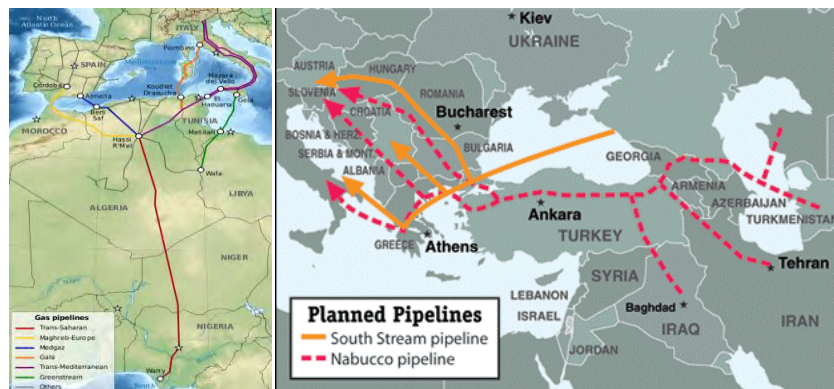 North
Atlantic Ocean
ITALY
Piombino
SPAIN
Mediterranean
Cordoba
Almeria
Koudiet
Draoucha
Mazara
del Vallo
Beni
Saf
El
Haouaria
Gela
MOROCCO
TUNISIA
Hassi
R'Mel
Mellitah
Wafa
ALGERIA
LIBYA
NIGER
NIGERIA
Warry
Gas pipelines
Trans-Saharan
Maghreb-Europe
Medgaz
Galsi
Trans-Mediterranean
Greenstream
Others
Kiev
UKRAINE
AUSTRIA
HUNGARY
SLOVENIA
ROMANIA
CROATIA
Bucharest
BOSNIA & HERZ.
SERBIA & MONT.
BULGARIA
ALBANIA
GEORGIA
ARMENIA
AZERBAIJAN
TURKMENISTAN
Ankara
GREECE
Athens
TURKEY
Tehran
SYRIA
LEBANON
ISRAEL
Baghdad
IRAQ
IRAN
JORDAN
Planned Pipelines
South Stream pipeline
Nabucco pipeline